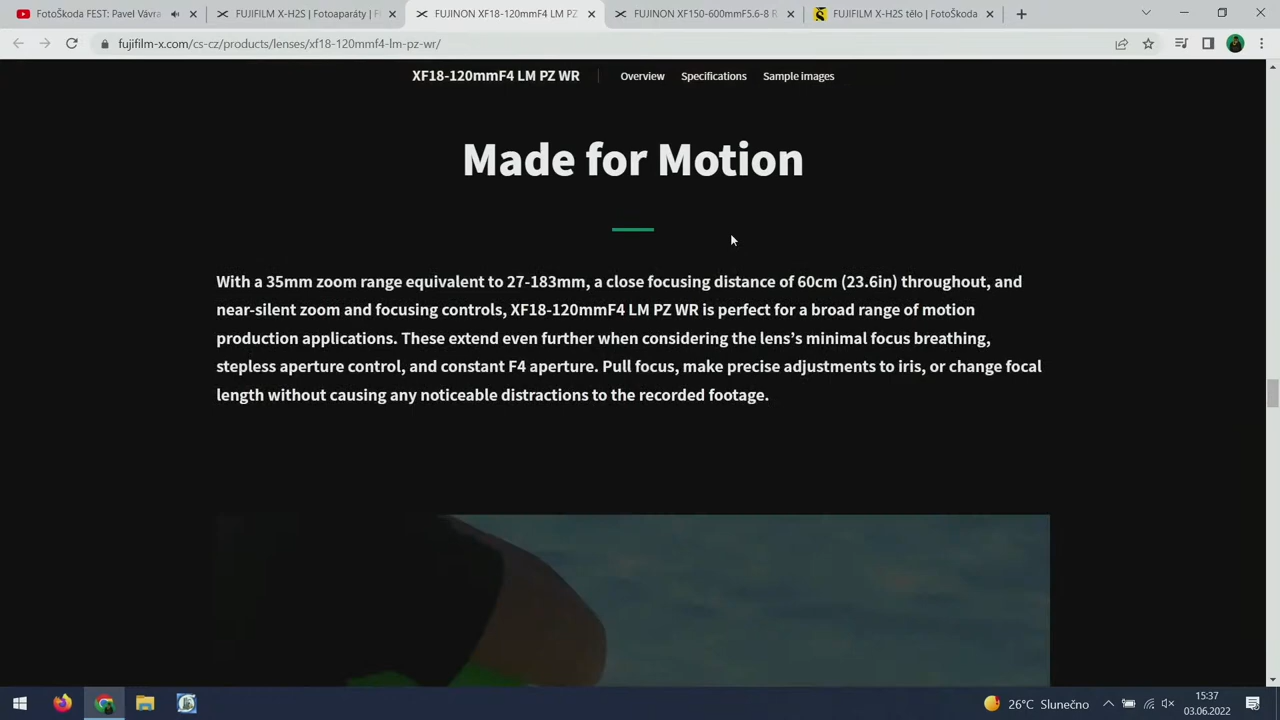 FotoŠkoda FEST: Pavel Vávra
FUJIFILM X-H2S | Fotoaparáty | F
FUJINON XF18-120mmF4 LM PZ
FUJINON XF150-600mmF5.6-8 R
FUJIFILM X-H2S tělo | FotoŠkoda
fujifilm-x.com/cs-cz/products/lenses/xf18-120mmf4-lm-pz-wr/
XF18-120mmF4 LM PZ WR
Overview
Specifications
Sample images
Made for Motion
With a 35mm zoom range equivalent to 27-183mm, a close focusing distance of 60cm (23.6in) throughout, and
near-silent zoom and focusing controls, XF18-120mmF4 LM PZ WR is perfect for a broad range of motion
production applications. These extend even further when considering the lens’s minimal focus breathing,
stepless aperture control, and constant F4 aperture. Pull focus, make precise adjustments to iris, or change focal
length without causing any noticeable distractions to the recorded footage.
26°C Slunečno
15:37
03.06.2022